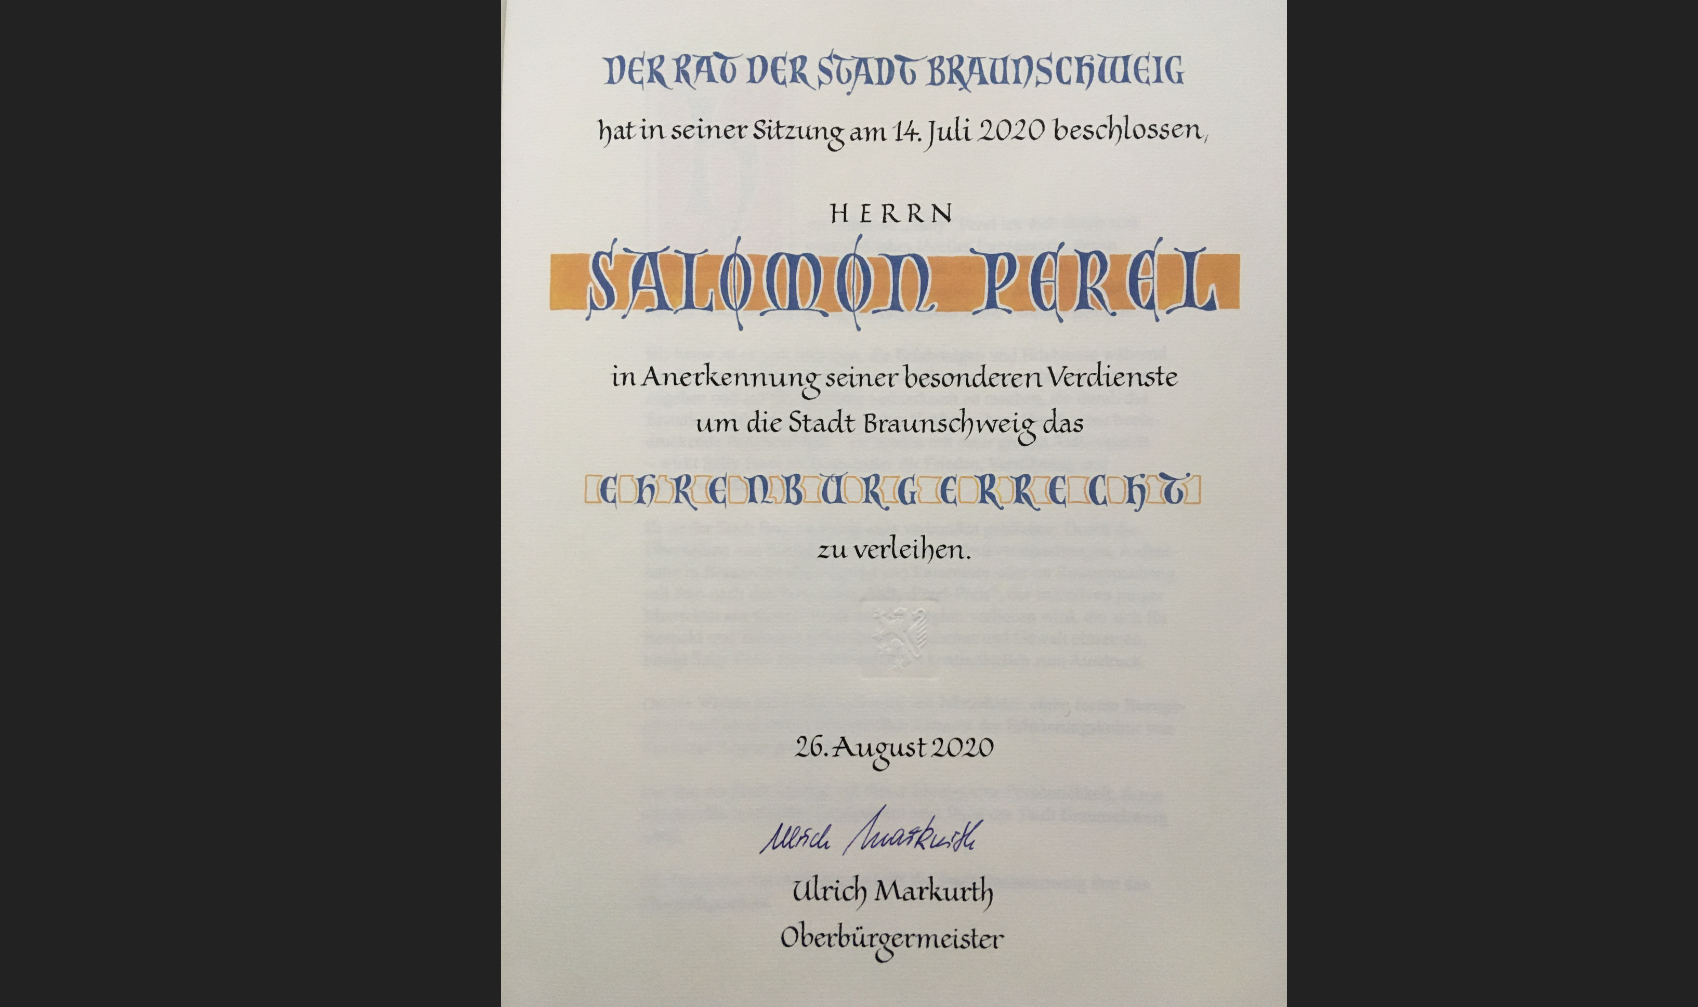 DER RAT DER STADT BRAUNSCHWEIG
hat in seiner Sitzung am 14. Juli 2020 beschlossen,
HERRN
SALOMON PEREL
in Anerkennung seiner besonderen Verdienste
um die Stadt Braunschweig das
EHRENBÜRGERRECHT
zu verleihen.
26. August 2020
Ulrich Markurth
Ulrich Markurth
Oberbürgermeister